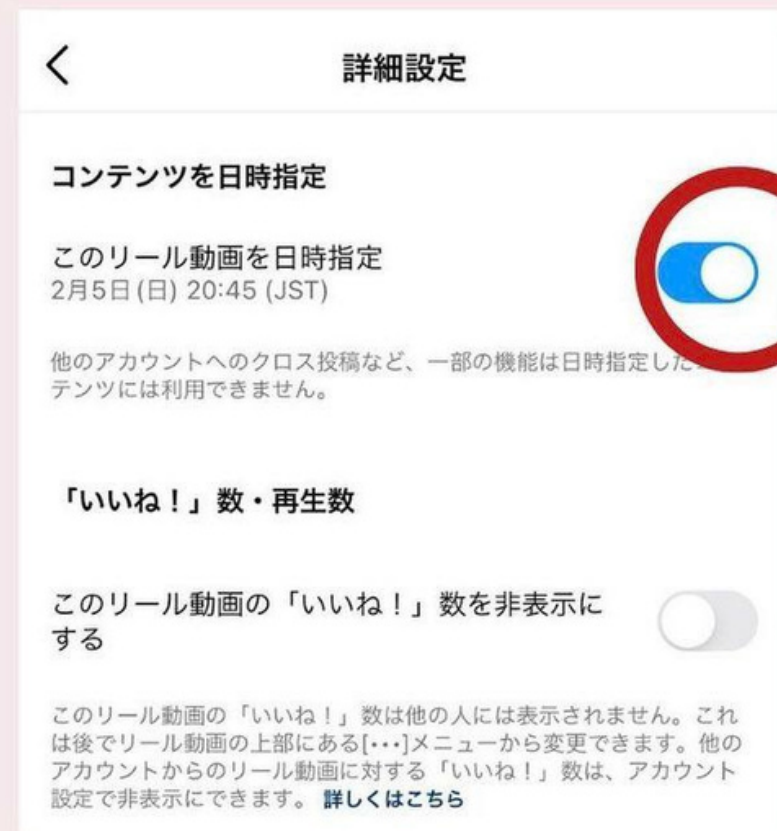 詳細設定
コンテンツを日時指定
このリール動画を日時指定
2月5日(日) 20:45 (JST)
他のアカウントへのクロス投稿など、一部の機能は日時指定した
テンツには利用できません。
「いいね！」数・再生数
このリール動画の「いいね！」数を非表示に
する
このリール動画の「いいね！」数は他の人には表示されません。これ
は後でリール動画の上部にある[•••]メニューから変更できます。他の
アカウントからのリール動画に対する「いいね！」数は、アカウント
設定で非表示にできます。 詳しくはこちら